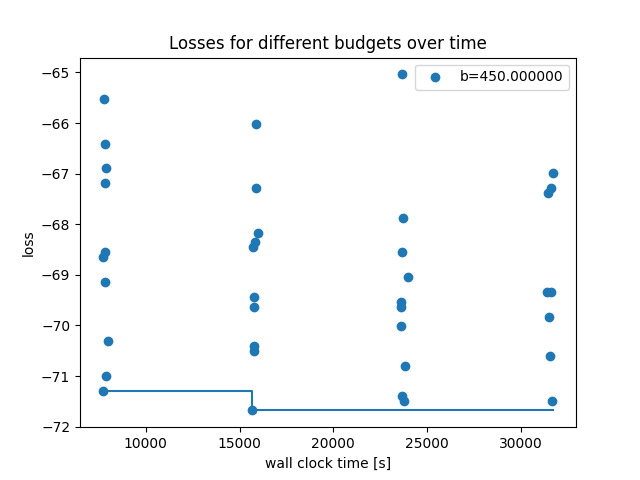 Losses for different budgets over time
b=450.000000
−65
−66
−67
−68
−69
−70
−71
−72
loss
10000 15000 20000 25000 30000
wall clock time [s]